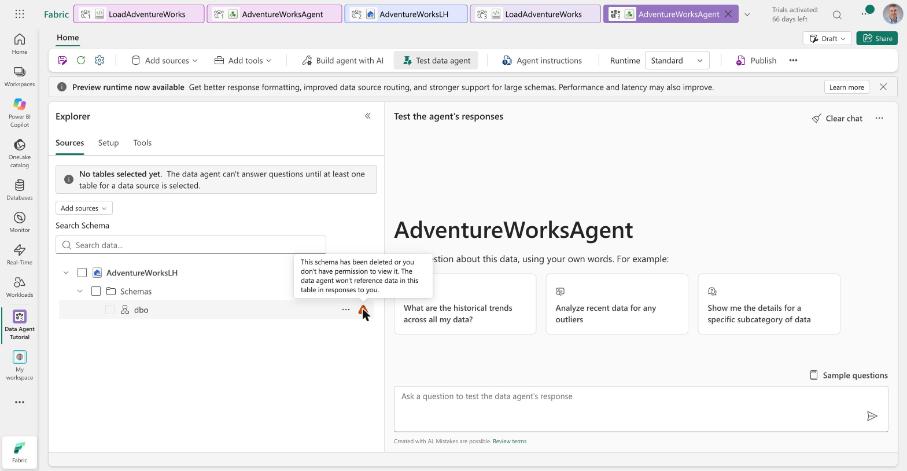 Fabric
LoadAdventureWorks
AdventureWorksAgent
AdventureWorksLH
LoadAdventureWorks
AdventureWorksAgent
Trials activated:
66 days left
Home
Draft
Share
Add sources
Add tools
Build agent with AI
Test data agent
Agent instructions
Runtime
Standard
Publish
Preview runtime now available Get better response formatting, improved data source routing, and stronger support for large schemas. Performance and latency may also improve.
Learn more
Home
Workspaces
Power BI
Copilot
OneLake
catalog
Databases
Monitor
Real-Time
Workloads
Data Agent
Tutorial
My
workspace
Fabric
Explorer
Sources
Setup
Tools
No tables selected yet. The data agent can't answer questions until at least one
table for a data source is selected.
Add sources
Search Schema
Search data...
AdventureWorksLH
Schemas
dbo
This schema has been deleted or you
don't have permission to view it. The
data agent won't reference data in this
table in responses to you.
Test the agent's responses
Clear chat
AdventureWorksAgent
estion about this data, using your own words. For example:
What are the historical trends
across all my data?
Analyze recent data for any
outliers
Show me the details for a
specific subcategory of data
Sample questions
Ask a question to test the data agent's response
Created with AI. Mistakes are possible. Review terms